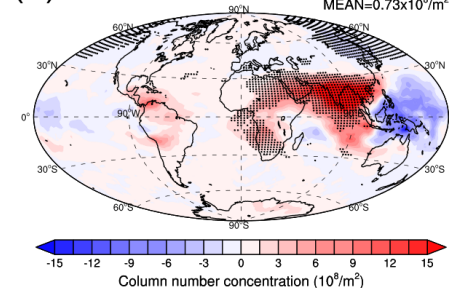 MEAN=0.73x10⁸/m²
90°N
60°N 60°N
30°N 30°N
0° 90°W 0°
30°S 30°S
60°S 60°S
90°S
-15 -12 -9 -6 -3 0 3 6 9 12 15
Column number concentration (10⁸/m²)